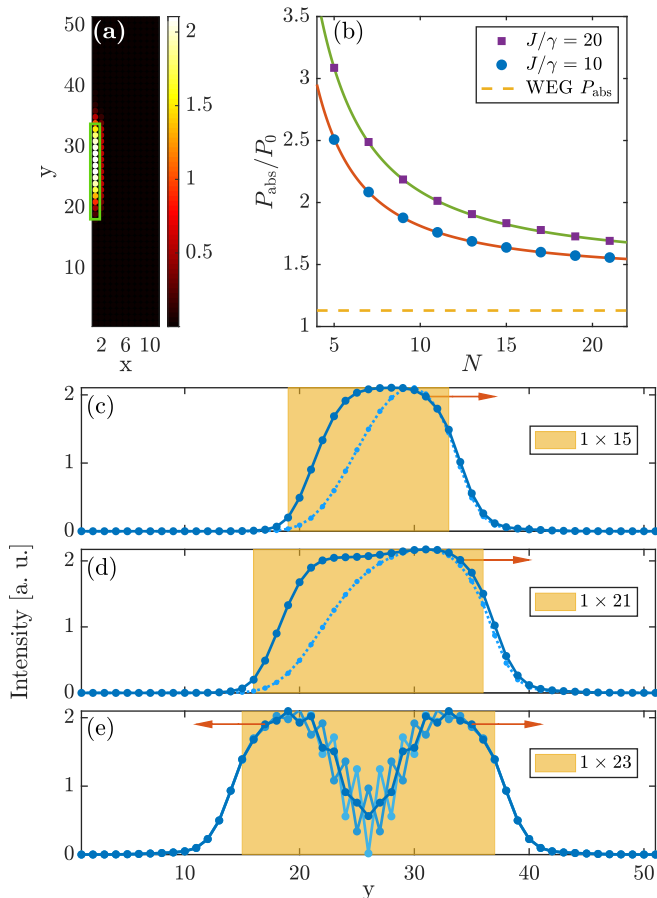 (a)
50
40
30
20
10
y
2 6 10
x
2
1.5
1
0.5
(b)
3.5
3
2.5
2
1.5
1
P_abs/P_0
5 10 15 20
N
J/γ = 20
J/γ = 10
WEG P_abs
(c)
2
1
0
1 × 15
(d)
2
1
0
1 × 21
Intensity [a. u.]
(e)
2
1
0
1 × 23
10 20 30 40 50
y